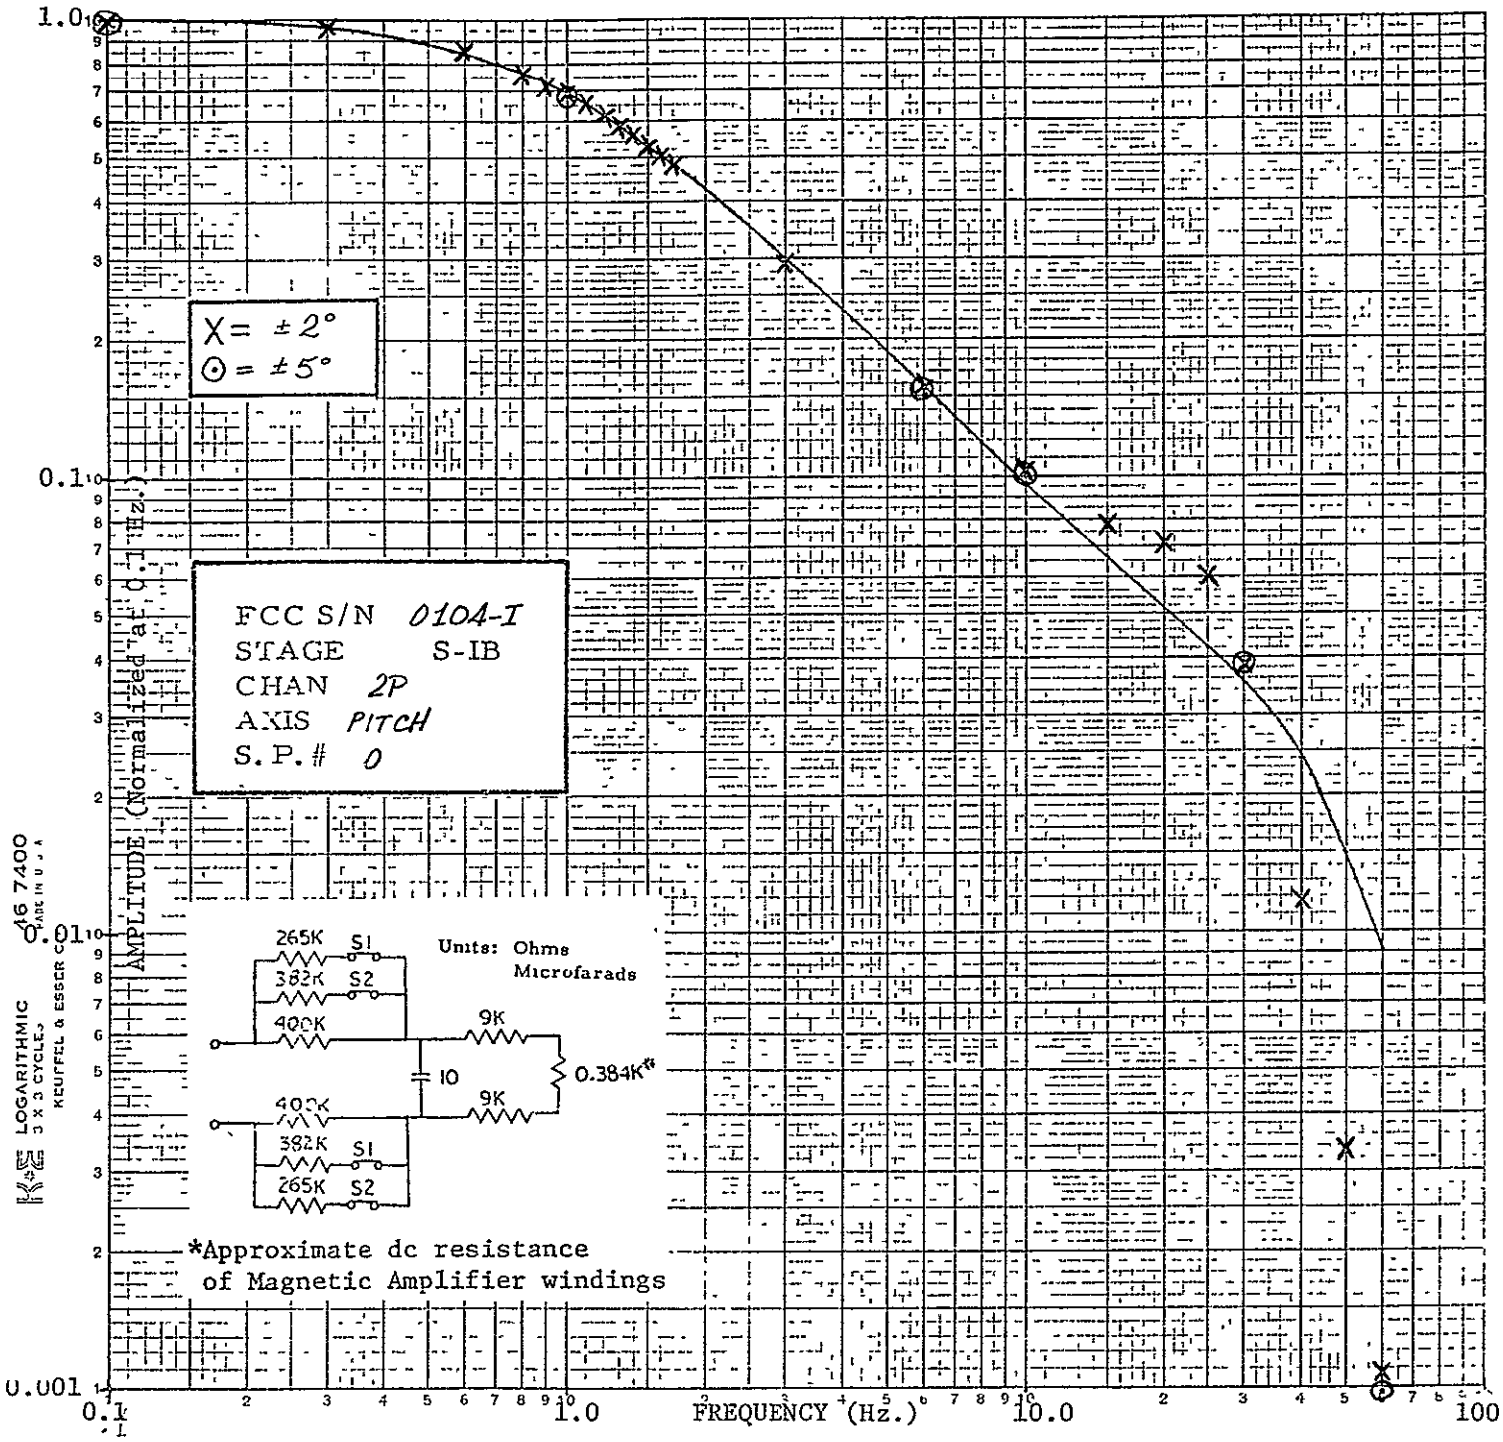 1.0
X = ±2°
⊙ = ±5°
0.1
AMPLITUDE (Normalized at 0.1 Hz.)
FCC S/N 0104-I
STAGE S-IB
CHAN 2P
AXIS PITCH
S.P.# 0
0.01
265K S1
382K S2
400K
Units: Ohms
Microfarads
9K
10
0.384K*
9K
400K
382K S1
265K S2
*Approximate dc resistance
of Magnetic Amplifier windings
K+E LOGARITHMIC 46 7400
3 X 3 CYCLES
KEUFFEL & ESSER CO.
0.001
0.1 1.0 FREQUENCY (Hz.) 10.0 100